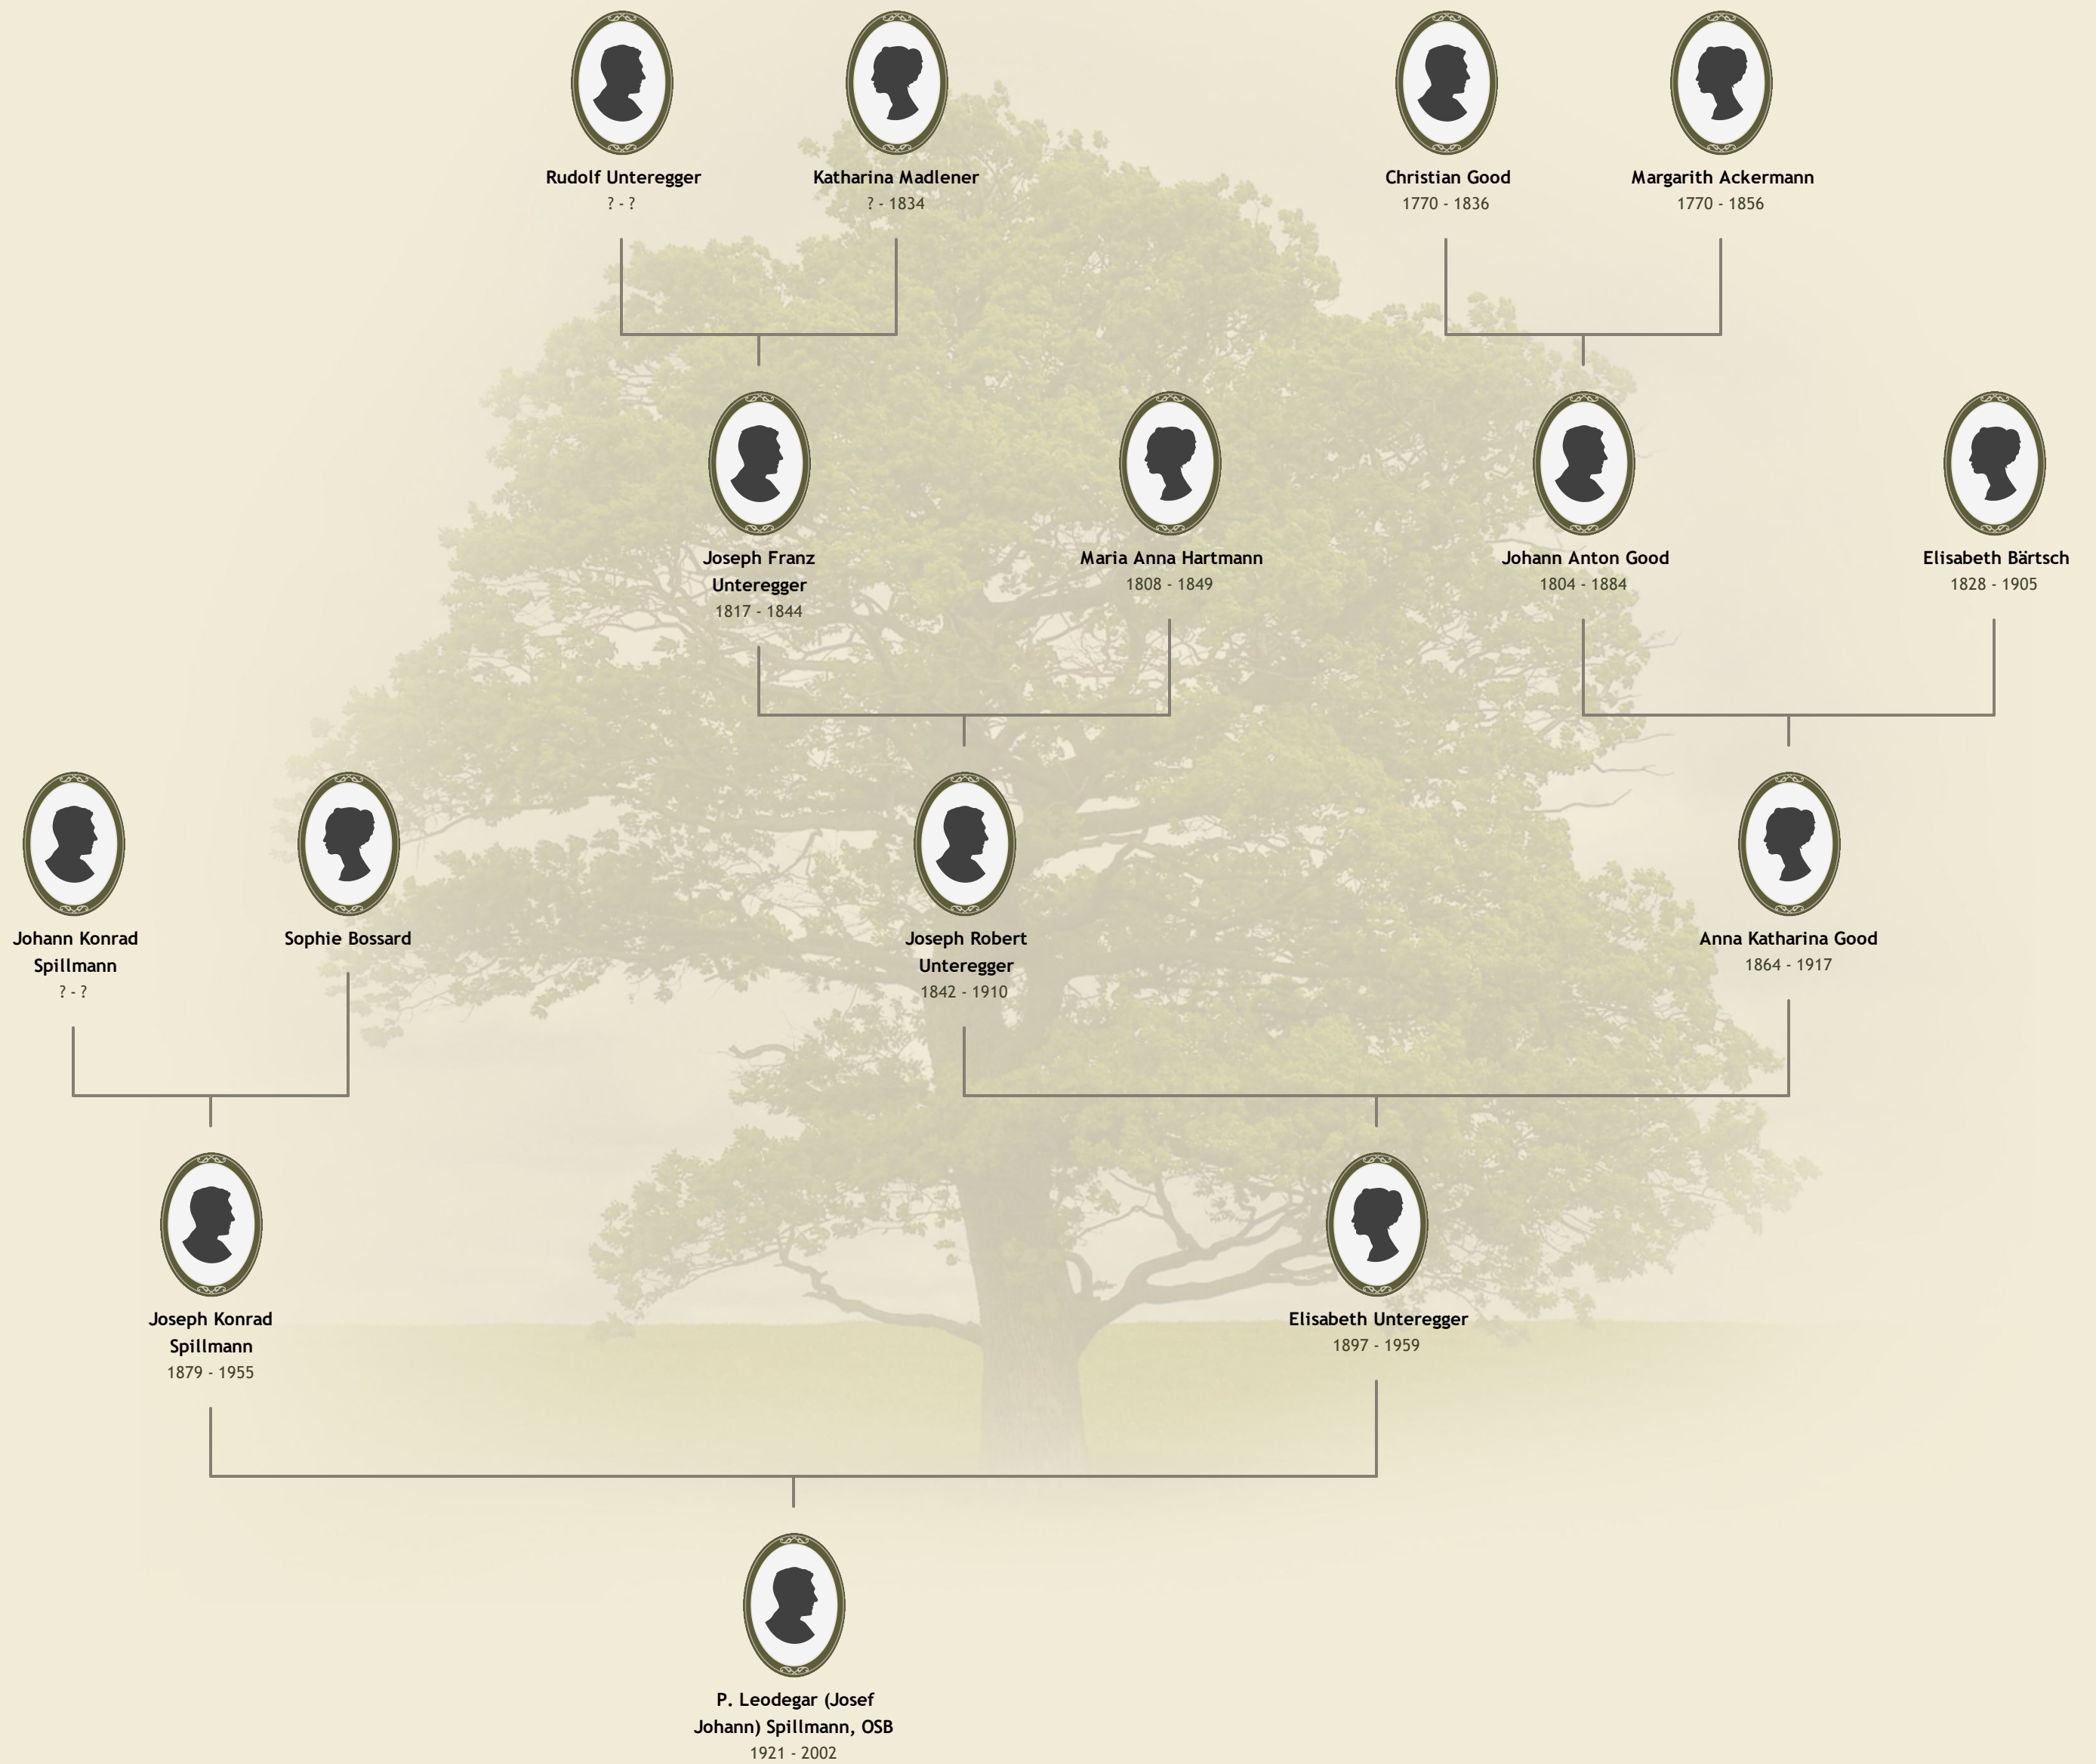 Rudolf Unteregger
? - ?
Katharina Madlener
? - 1834
Christian Good
1770 - 1836
Margarith Ackermann
1770 - 1856
Joseph Franz
Unteregger
1817 - 1844
Maria Anna Hartmann
1808 - 1849
Johann Anton Good
1804 - 1884
Elisabeth Bärtsch
1828 - 1905
Johann Konrad
Spillmann
? - ?
Sophie Bossard
Joseph Robert
Unteregger
1842 - 1910
Anna Katharina Good
1864 - 1917
Joseph Konrad
Spillmann
1879 - 1955
Elisabeth Unteregger
1897 - 1959
P. Leodegar (Josef
Johann) Spillmann, OSB
1921 - 2002